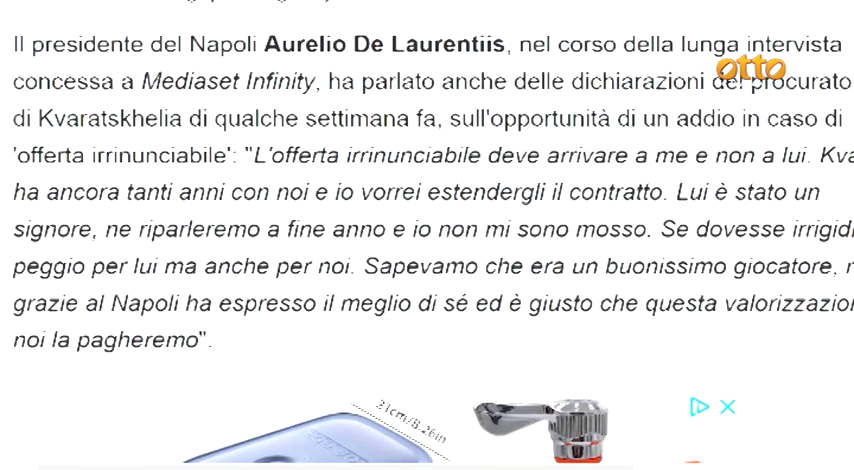 Il presidente del Napoli Aurelio De Laurentiis, nel corso della lunga intervista
otto
concessa a Mediaset Infinity, ha parlato anche delle dichiarazioni del procurato
di Kvaratskhelia di qualche settimana fa, sull'opportunità di un addio in caso di
'offerta irrinunciabile': "L'offerta irrinunciabile deve arrivare a me e non a lui. Kva
ha ancora tanti anni con noi e io vorrei estendergli il contratto. Lui è stato un
signore, ne riparleremo a fine anno e io non mi sono mosso. Se dovesse irrigidi
peggio per lui ma anche per noi. Sapevamo che era un buonissimo giocatore,
grazie al Napoli ha espresso il meglio di sé ed è giusto che questa valorizzazio
noi la pagheremo".
21cm/8.26in